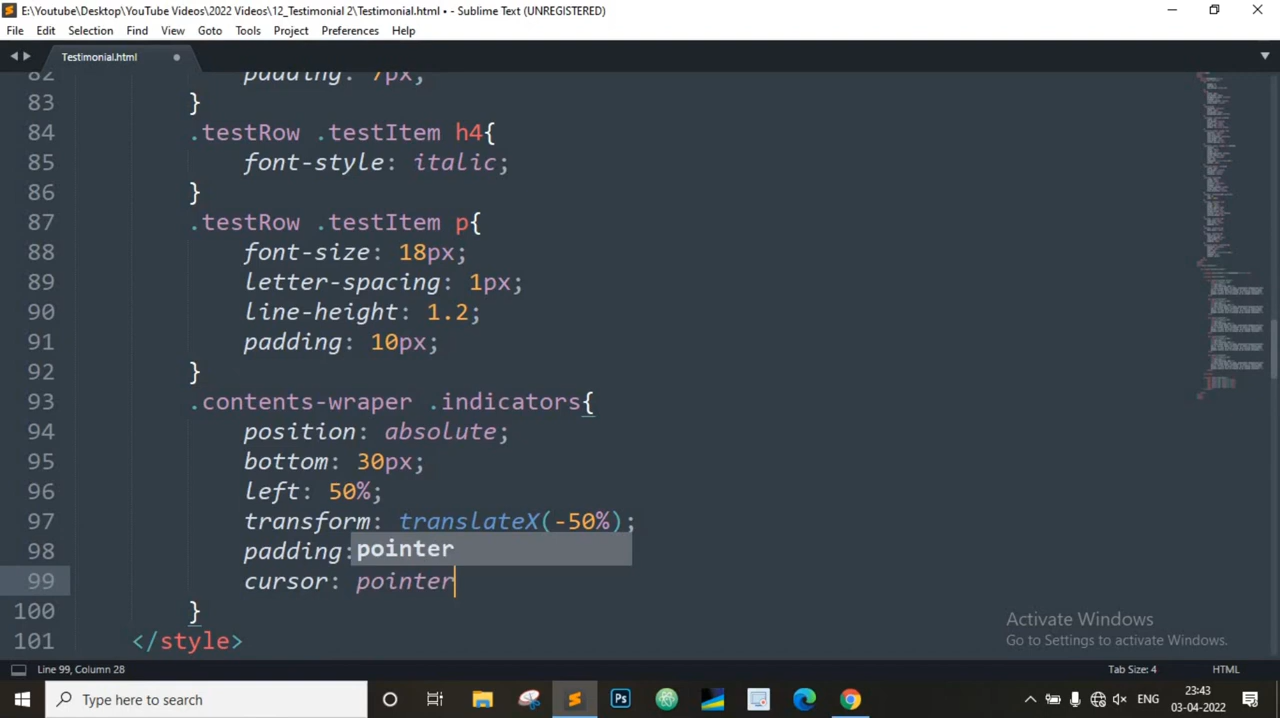 E:\Youtube\Desktop\YouTube Videos\2022 Videos\12_Testimonial 2\Testimonial.html • - Sublime Text (UNREGISTERED)
File Edit Selection Find View Goto Tools Project Preferences Help
Testimonial.html
82 padding: 7px;
83 }
84 .testRow .testItem h4{
85 font-style: italic;
86 }
87 .testRow .testItem p{
88 font-size: 18px;
89 letter-spacing: 1px;
90 line-height: 1.2;
91 padding: 10px;
92 }
93 .contents-wraper .indicators{
94 position: absolute;
95 bottom: 30px;
96 left: 50%;
97 transform: translateX(-50%);
98 padding: pointer
99 cursor: pointer
100 }
101 </style>
Activate Windows
Go to Settings to activate Windows.
Line 99, Column 28 Tab Size: 4 HTML
Type here to search Ps ENG 23:43
03-04-2022